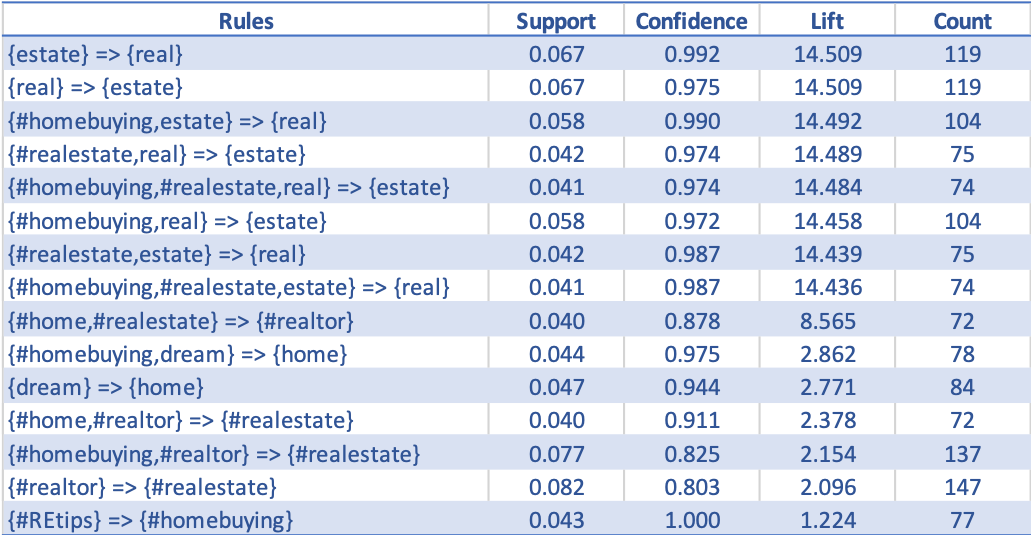 Rules Support Confidence Lift Count
{estate} => {real} 0.067 0.992 14.509 119
{real} => {estate} 0.067 0.975 14.509 119
{#homebuying,estate} => {real} 0.058 0.990 14.492 104
{#realestate,real} => {estate} 0.042 0.974 14.489 75
{#homebuying,#realestate,real} => {estate} 0.041 0.974 14.484 74
{#homebuying,real} => {estate} 0.058 0.972 14.458 104
{#realestate,estate} => {real} 0.042 0.987 14.439 75
{#homebuying,#realestate,estate} => {real} 0.041 0.987 14.436 74
{#home,#realestate} => {#realtor} 0.040 0.878 8.565 72
{#homebuying,dream} => {home} 0.044 0.975 2.862 78
{dream} => {home} 0.047 0.944 2.771 84
{#home,#realtor} => {#realestate} 0.040 0.911 2.378 72
{#homebuying,#realtor} => {#realestate} 0.077 0.825 2.154 137
{#realtor} => {#realestate} 0.082 0.803 2.096 147
{#REtips} => {#homebuying} 0.043 1.000 1.224 77